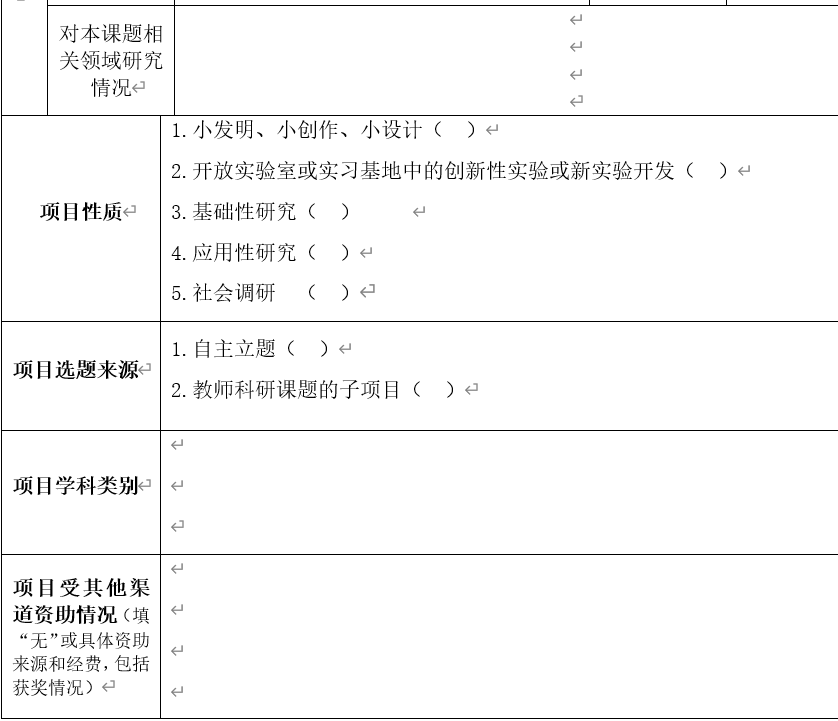 对本课题相
关领域研究
情况
1.小发明、小创作、小设计（ ）
2.开放实验室或实习基地中的创新性实验或新实验开发（ ）
项目性质
3.基础性研究（ ）
4.应用性研究（ ）
5.社会调研 （ ）
项目选题来源
1.自主立题（ ）
2.教师科研课题的子项目（ ）
项目学科类别
项目受其他渠
道资助情况（填
“无”或具体资助
来源和经费，包括
获奖情况）